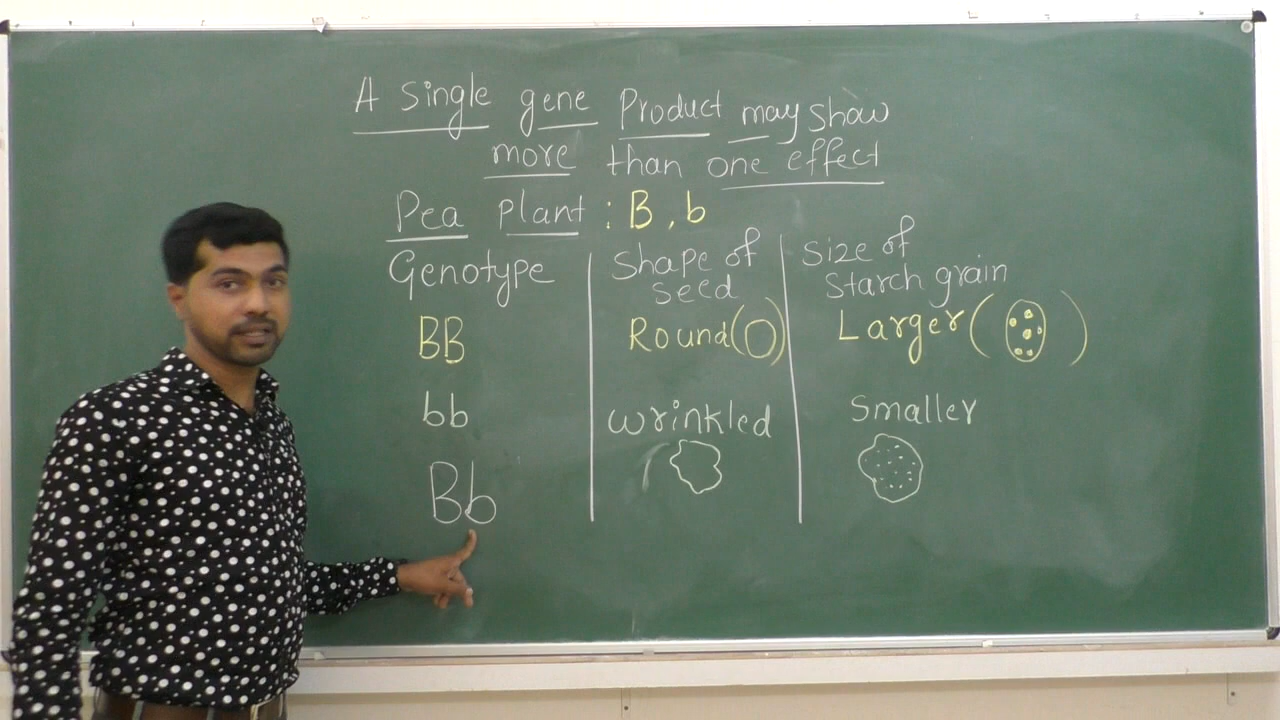 A single gene Product may show
more than one effect
Pea plant : B, b
Genotype
Shape of seed
Size of Starch grain
BB
Round ( )
Larger ( )
bb
wrinkled
Smaller
Bb